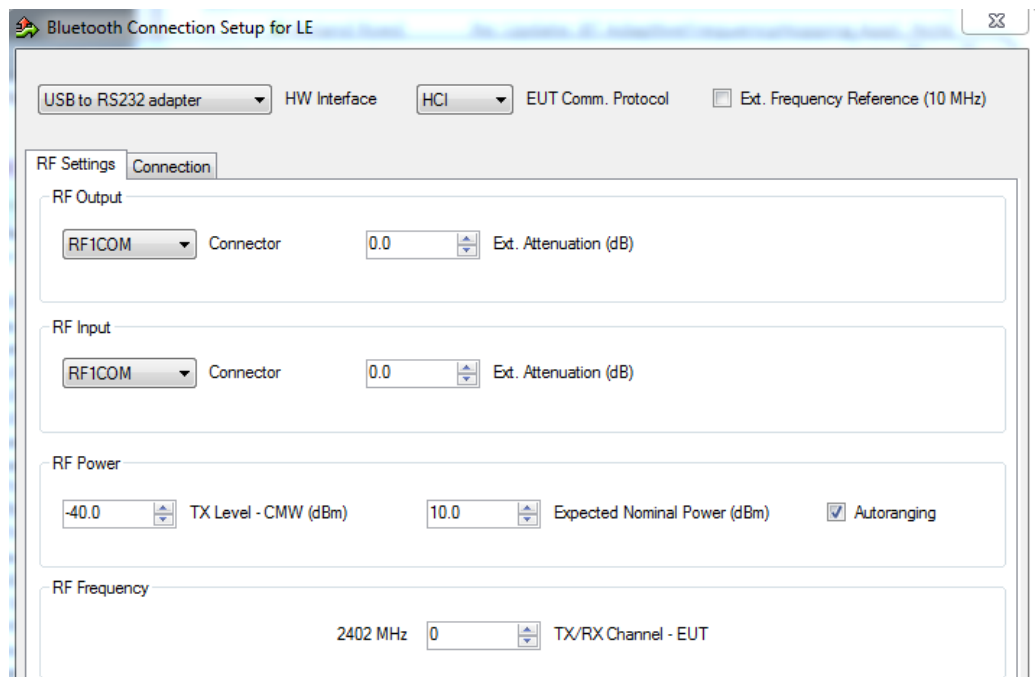 Bluetooth Connection Setup for LE
USB to RS232 adapter HW Interface HCI EUT Comm. Protocol Ext. Frequency Reference (10 MHz)
RF Settings Connection
RF Output
RF1COM Connector 0.0 Ext. Attenuation (dB)
RF Input
RF1COM Connector 0.0 Ext. Attenuation (dB)
RF Power
-40.0 TX Level - CMW (dBm) 10.0 Expected Nominal Power (dBm) Autoranging
RF Frequency
2402 MHz 0 TX/RX Channel - EUT